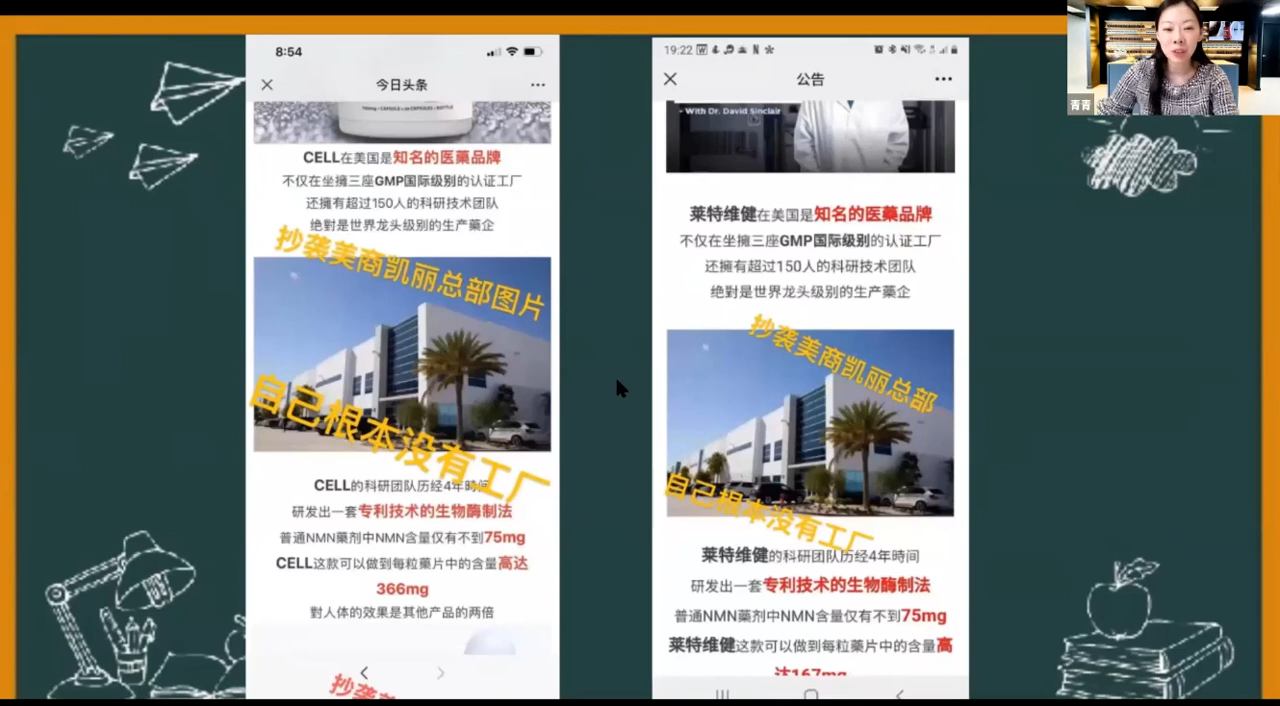 8:54
今日头条
CELL在美国是知名的医藥品牌
不仅在坐擁三座GMP国际级别的认证工厂
还擁有超过150人的科研技术团队
绝對是世界龙头级别的生产藥企
抄袭美商凯丽总部图片
自己根本没有工厂
CELL的科研团队历经4年時间
研发出一套专利技术的生物酶制法
普通NMN藥剂中NMN含量仅有不到75mg
CELL这款可以做到每粒藥片中的含量高达
366mg
對人体的效果是其他产品的两倍
抄袭
19:22
公告
- With Dr. David Sinclair
莱特维健在美国是知名的医藥品牌
不仅在坐擁三座GMP国际级别的认证工厂
还擁有超过150人的科研技术团队
绝對是世界龙头级别的生产藥企
抄袭美商凯丽总部
自己根本没有工厂
莱特维健的科研团队历经4年時间
研发出一套专利技术的生物酶制法
普通NMN藥剂中NMN含量仅有不到75mg
莱特维健这款可以做到每粒藥片中的含量高
达167mg
青青